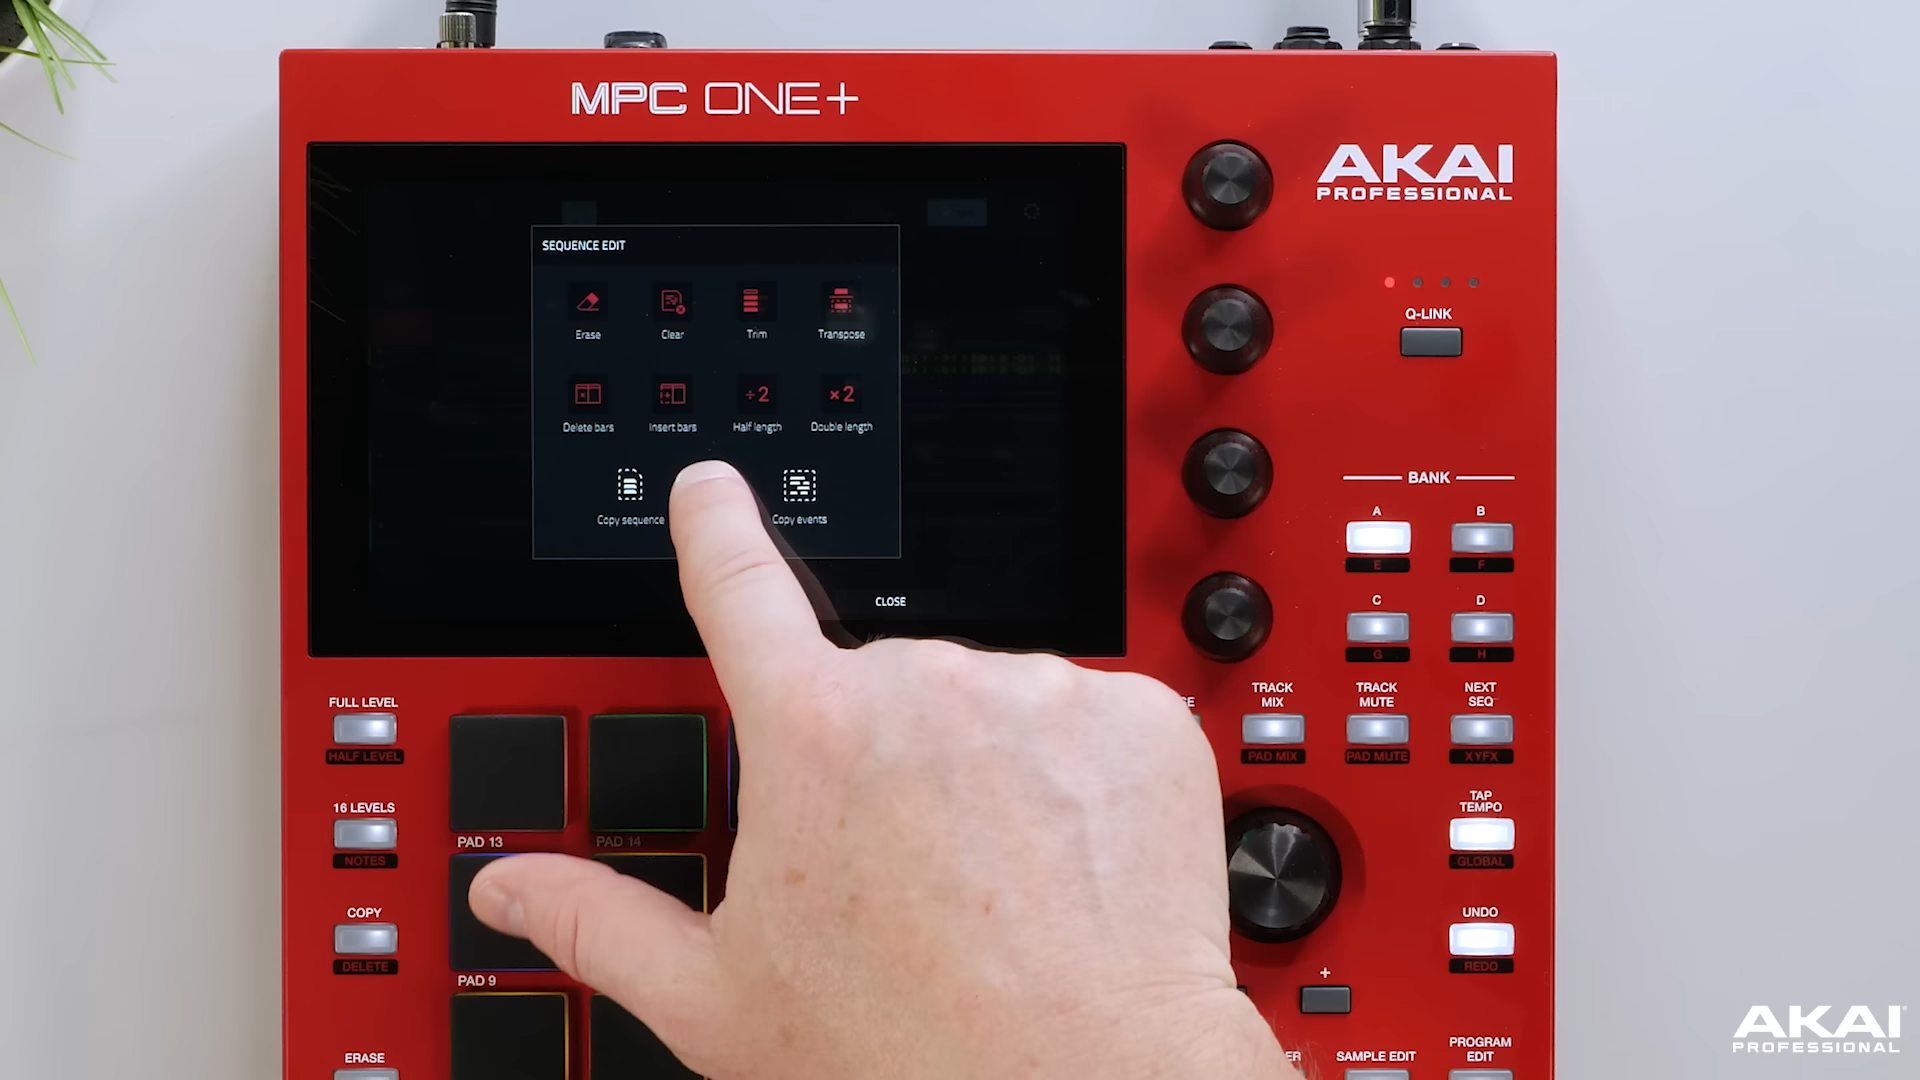 MPC ONE+
AKAI
PROFESSIONAL
SEQUENCE EDIT
Erase
Clear
Trim
Transpose
Q-LINK
÷2
×2
Delete bars
Insert bars
Half length
Double length
BANK
A
B
E
F
Copy sequence
Copy events
CLOSE
C
D
G
H
FULL LEVEL
HALF LEVEL
TRACK
MIX
TRACK
MUTE
NEXT
SEQ
PAD MIX
PAD MUTE
XYFX
16 LEVELS
NOTES
TAP
TEMPO
GLOBAL
PAD 13
PAD 14
COPY
DELETE
UNDO
REDO
PAD 9
+
ERASE
SAMPLE EDIT
PROGRAM
EDIT
AKAI
PROFESSIONAL